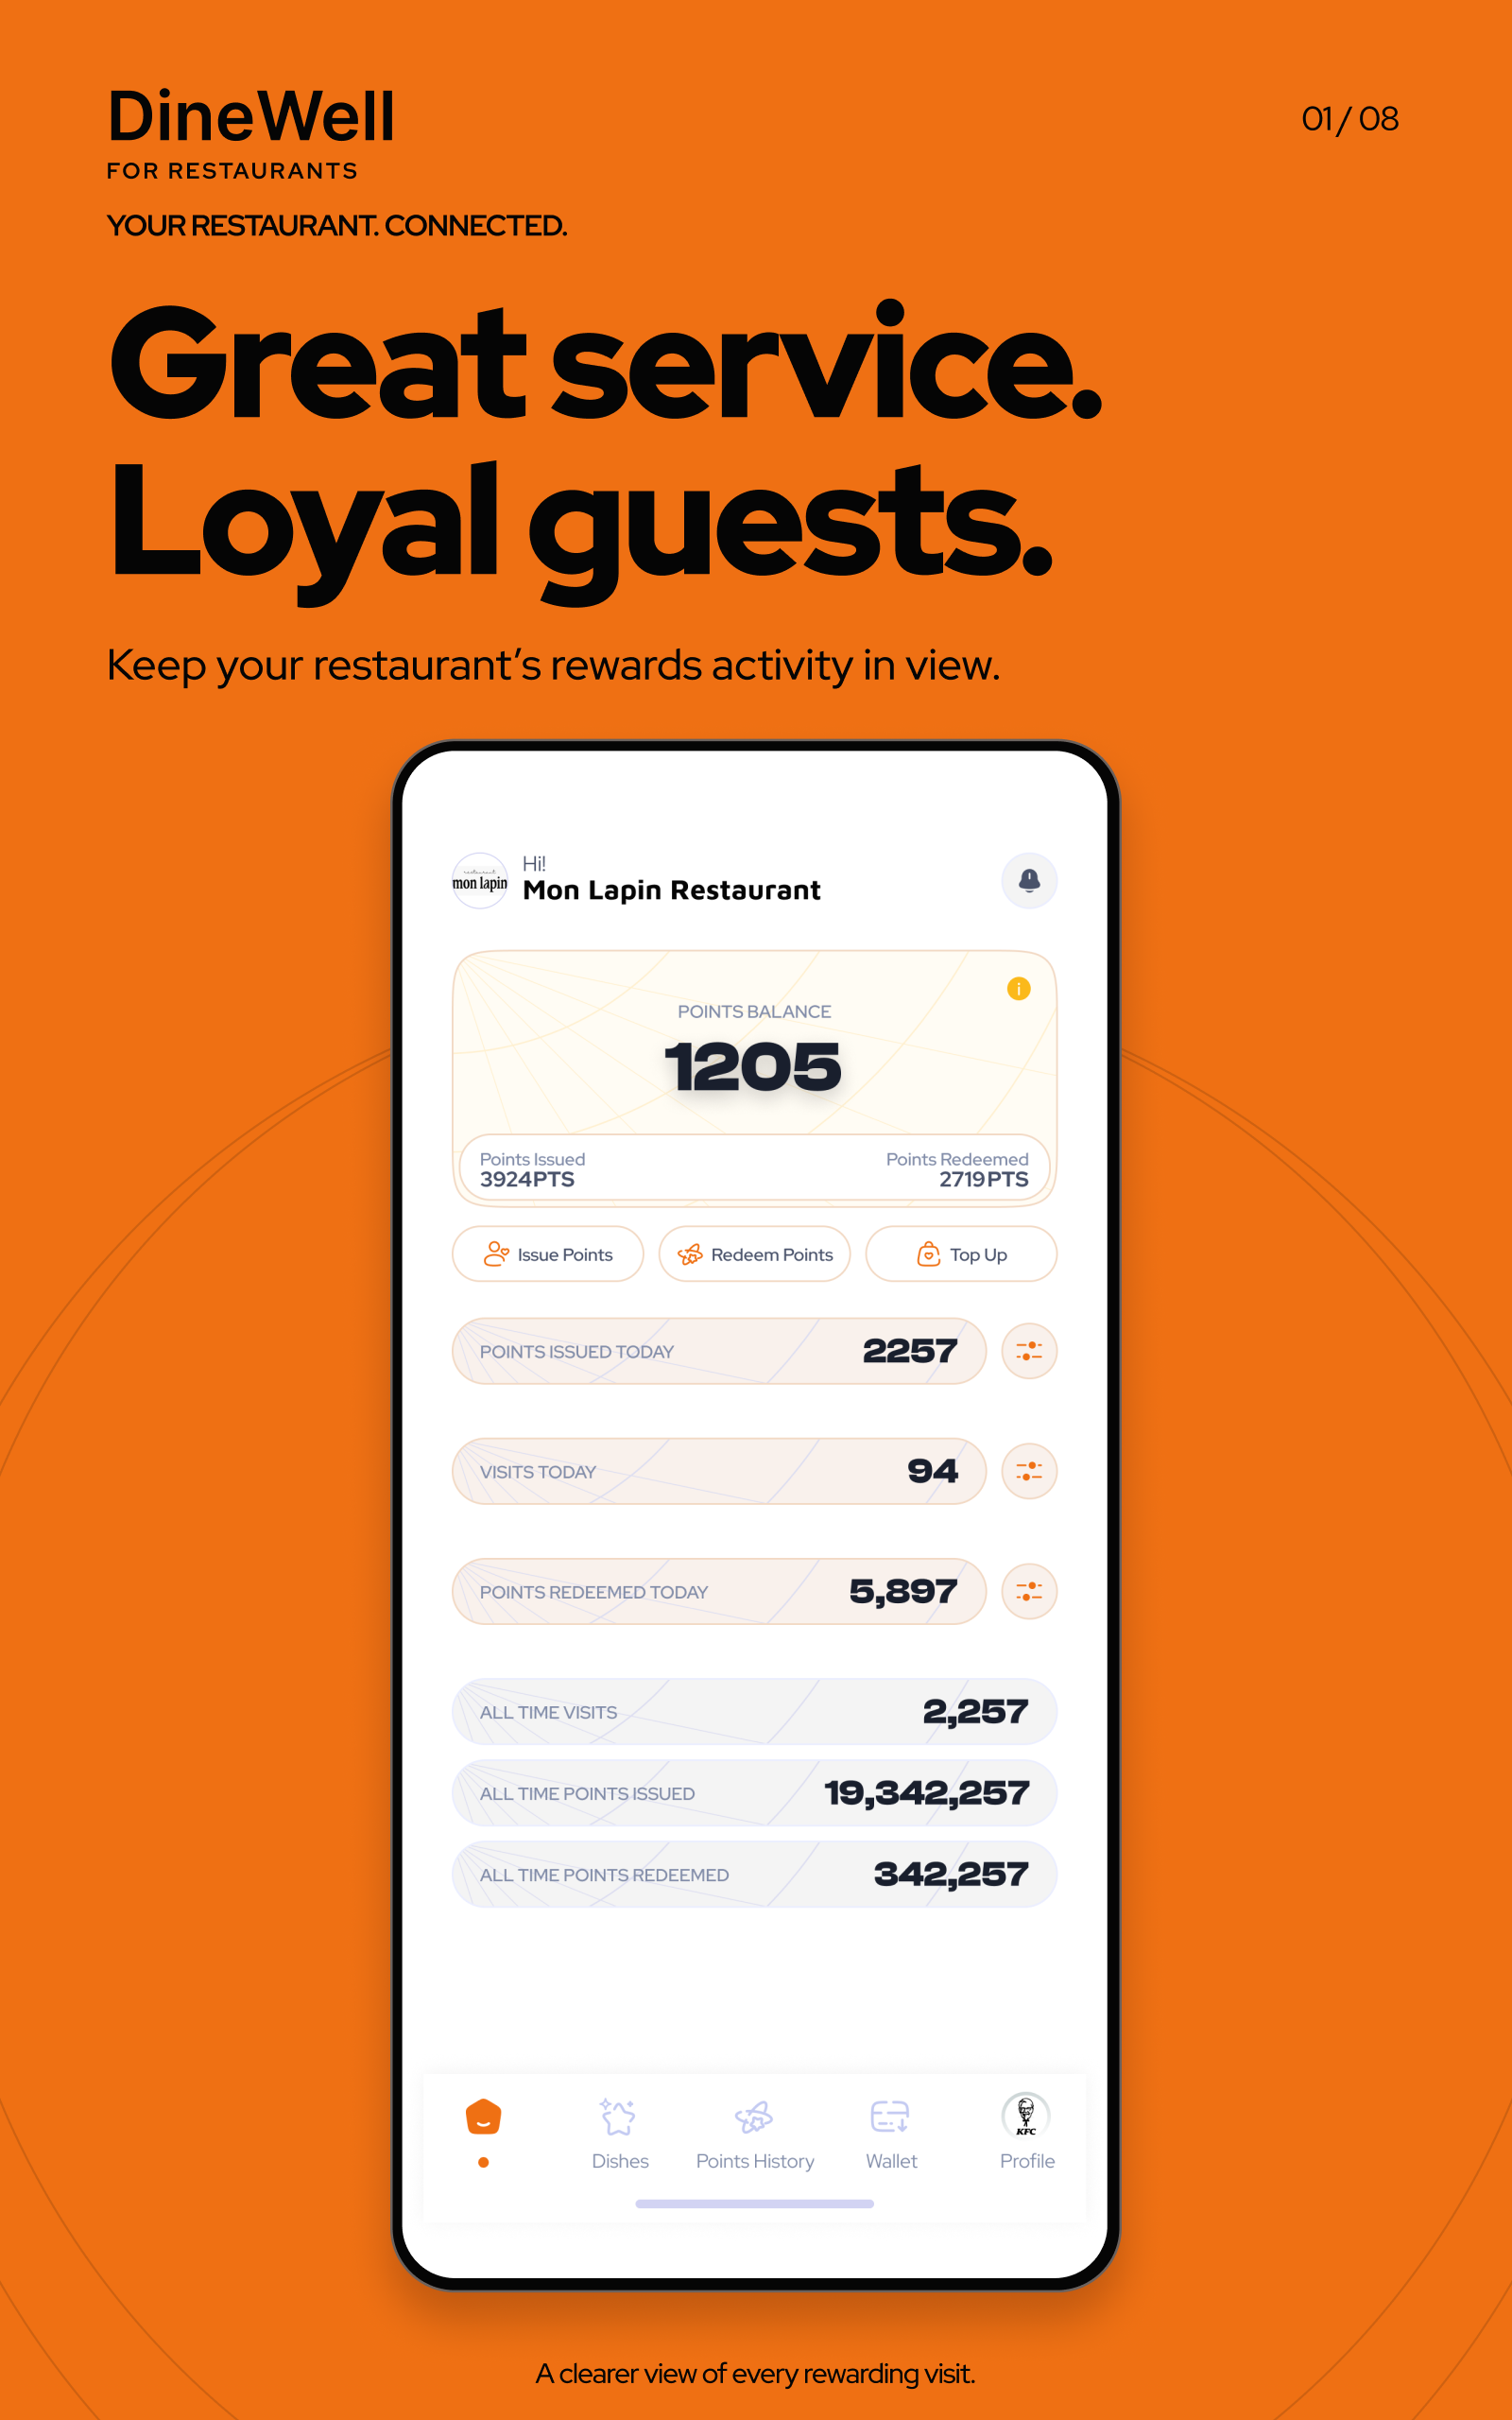 DineWell
01 / 08
FOR RESTAURANTS
YOUR RESTAURANT. CONNECTED.
Great service.
Loyal guests.
Keep your restaurant’s rewards activity in view.
restaurant
mon lapin
Hi!
Mon Lapin Restaurant
POINTS BALANCE
1205
Points Issued
3924PTS
Points Redeemed
2719PTS
Issue Points
Redeem Points
Top Up
POINTS ISSUED TODAY
2257
VISITS TODAY
94
POINTS REDEEMED TODAY
5,897
ALL TIME VISITS
2,257
ALL TIME POINTS ISSUED
19,342,257
ALL TIME POINTS REDEEMED
342,257
KFC
Dishes
Points History
Wallet
Profile
A clearer view of every rewarding visit.